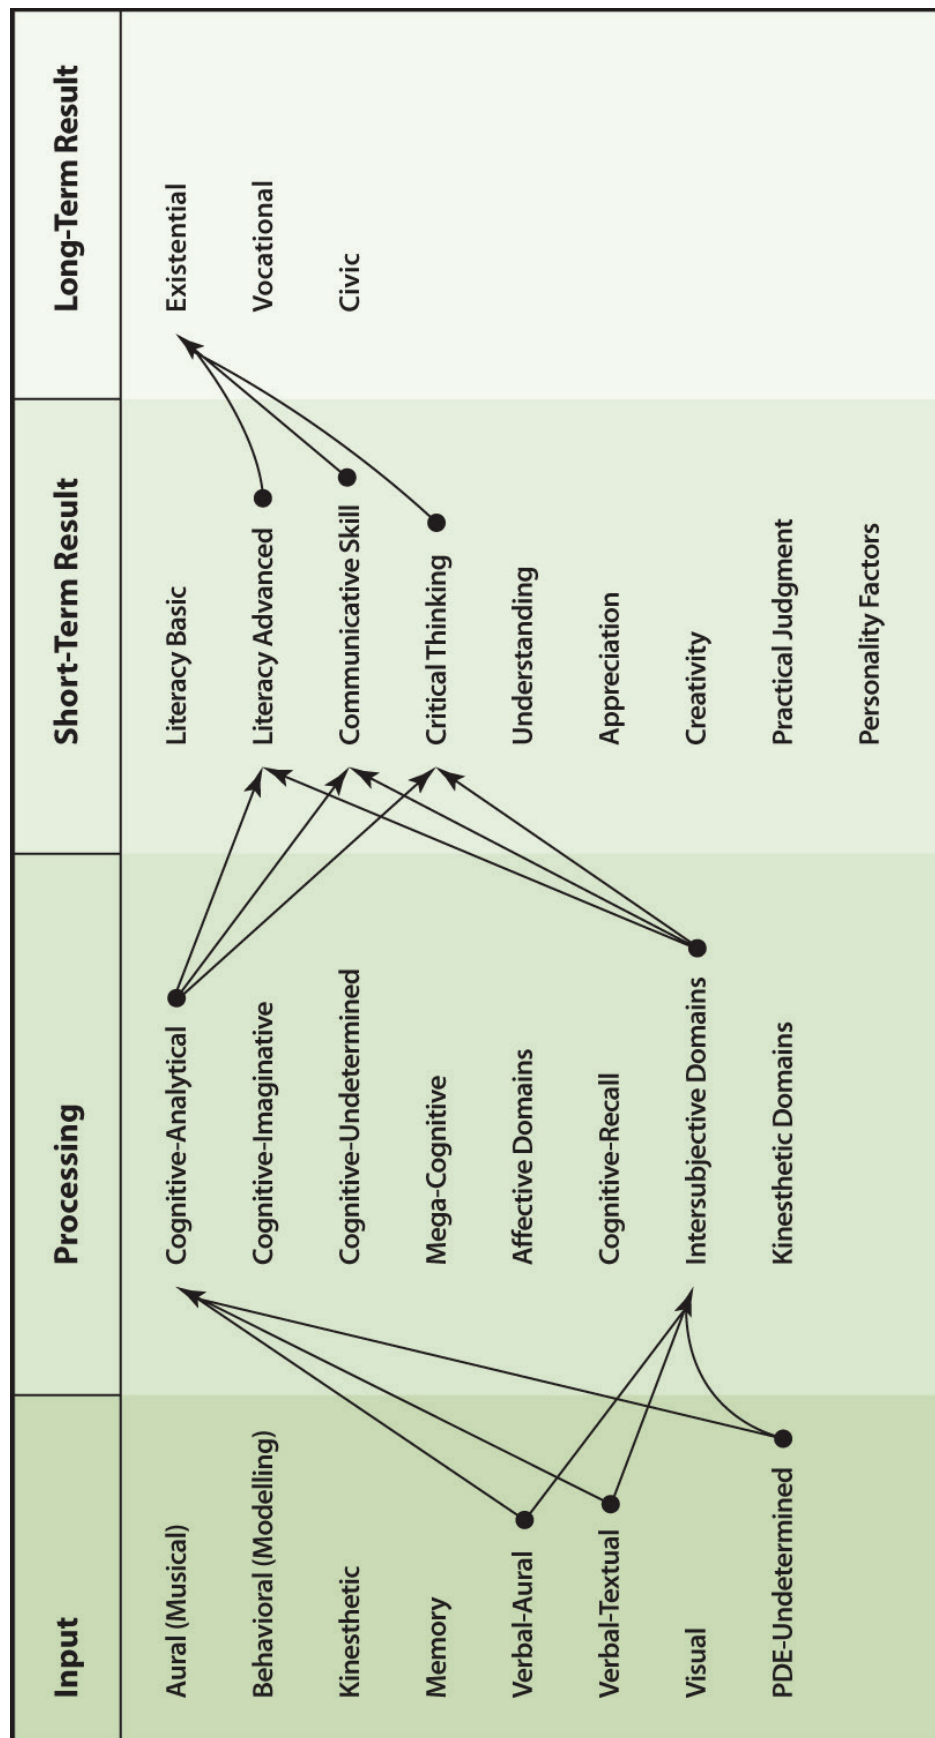 Input
Aural (Musical)
Behavioral (Modelling)
Kinesthetic
Memory
Verbal-Aural
Verbal-Textual
Visual
PDE-Undetermined
Processing
Cognitive-Analytical
Cognitive-Imaginative
Cognitive-Undetermined
Mega-Cognitive
Affective Domains
Cognitive-Recall
Intersubjective Domains
Kinesthetic Domains
Short-Term Result
Literacy Basic
Literacy Advanced
Communicative Skill
Critical Thinking
Understanding
Appreciation
Creativity
Practical Judgment
Personality Factors
Long-Term Result
Existential
Vocational
Civic